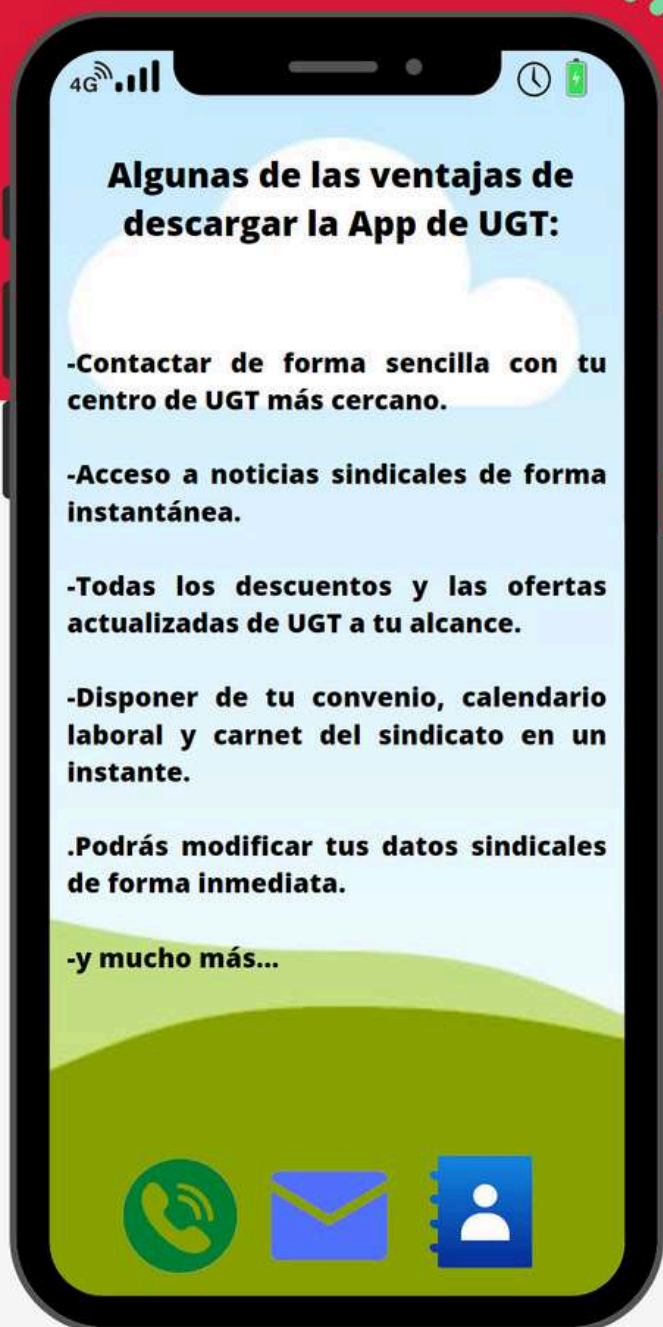 4G
Algunas de las ventajas de
descargar la App de UGT:
-Contactar de forma sencilla con tu
centro de UGT más cercano.
-Acceso a noticias sindicales de forma
instantánea.
-Todas los descuentos y las ofertas
actualizadas de UGT a tu alcance.
-Disponer de tu convenio, calendario
laboral y carnet del sindicato en un
instante.
.Podrás modificar tus datos sindicales
de forma inmediata.
-y mucho más...